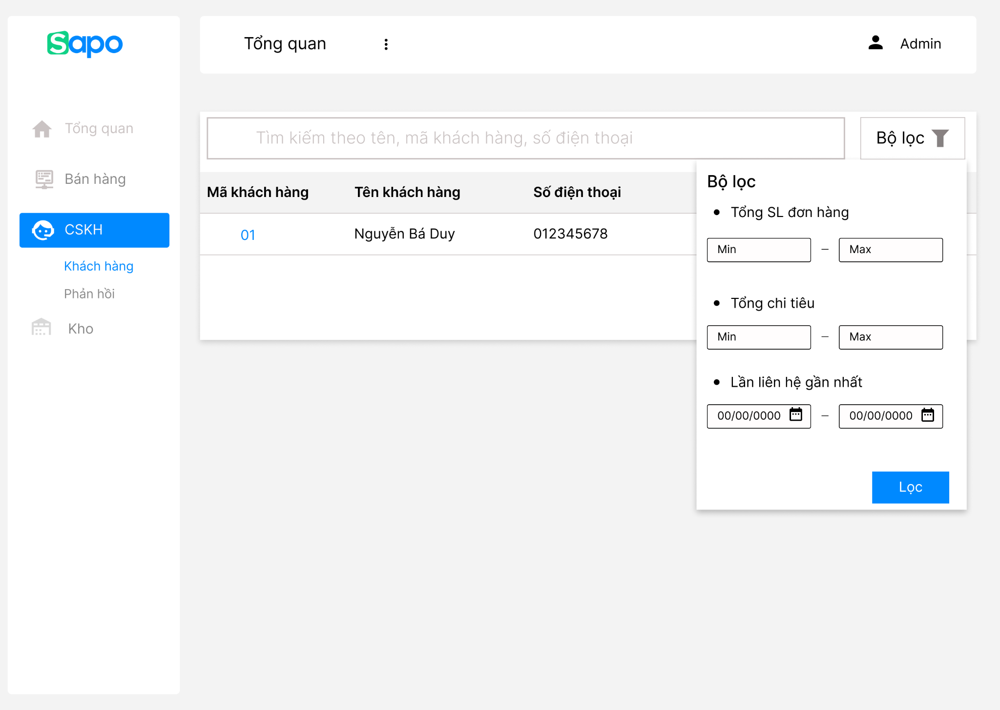 Sapo
Tổng quan
Admin
Tổng quan
Bán hàng
CSKH
Khách hàng
Phản hồi
Kho
Tìm kiếm theo tên, mã khách hàng, số điện thoại
Bộ lọc
Mã khách hàng Tên khách hàng Số điện thoại
01 Nguyễn Bá Duy 012345678
Bộ lọc
• Tổng SL đơn hàng
Min – Max
• Tổng chi tiêu
Min – Max
• Lần liên hệ gần nhất
00/00/0000 – 00/00/0000
Lọc